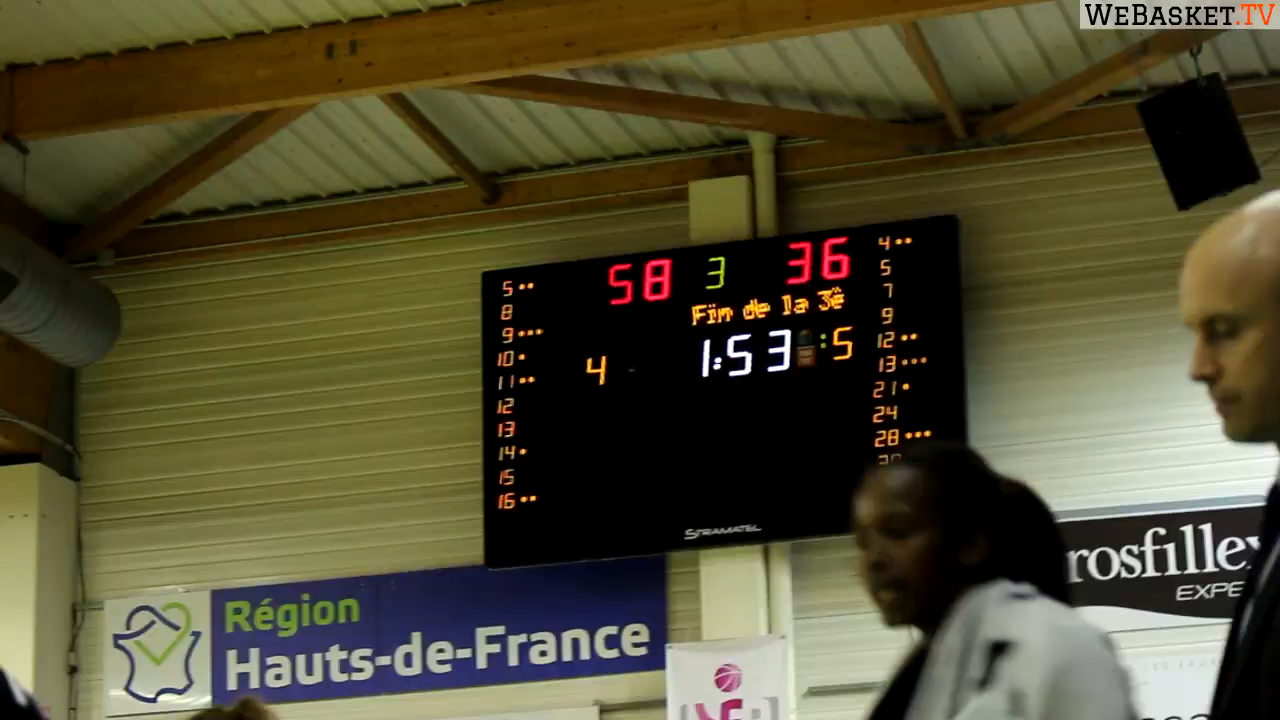 WEBASKET.TV
58 3 36
Fin de la 3è
4 1:53 :5
5
8
9
10
11
12
13
14
15
16
4
5
7
9
12
13
21
24
28
STRAMATEL
rosfille
EXPE
Région
Hauts-de-France